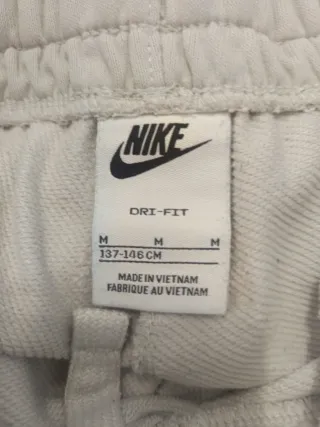 NIKE
DRI-FIT
M M M
137-146CM
MADE IN VIETNAM
FABRIQUE AU VIETNAM